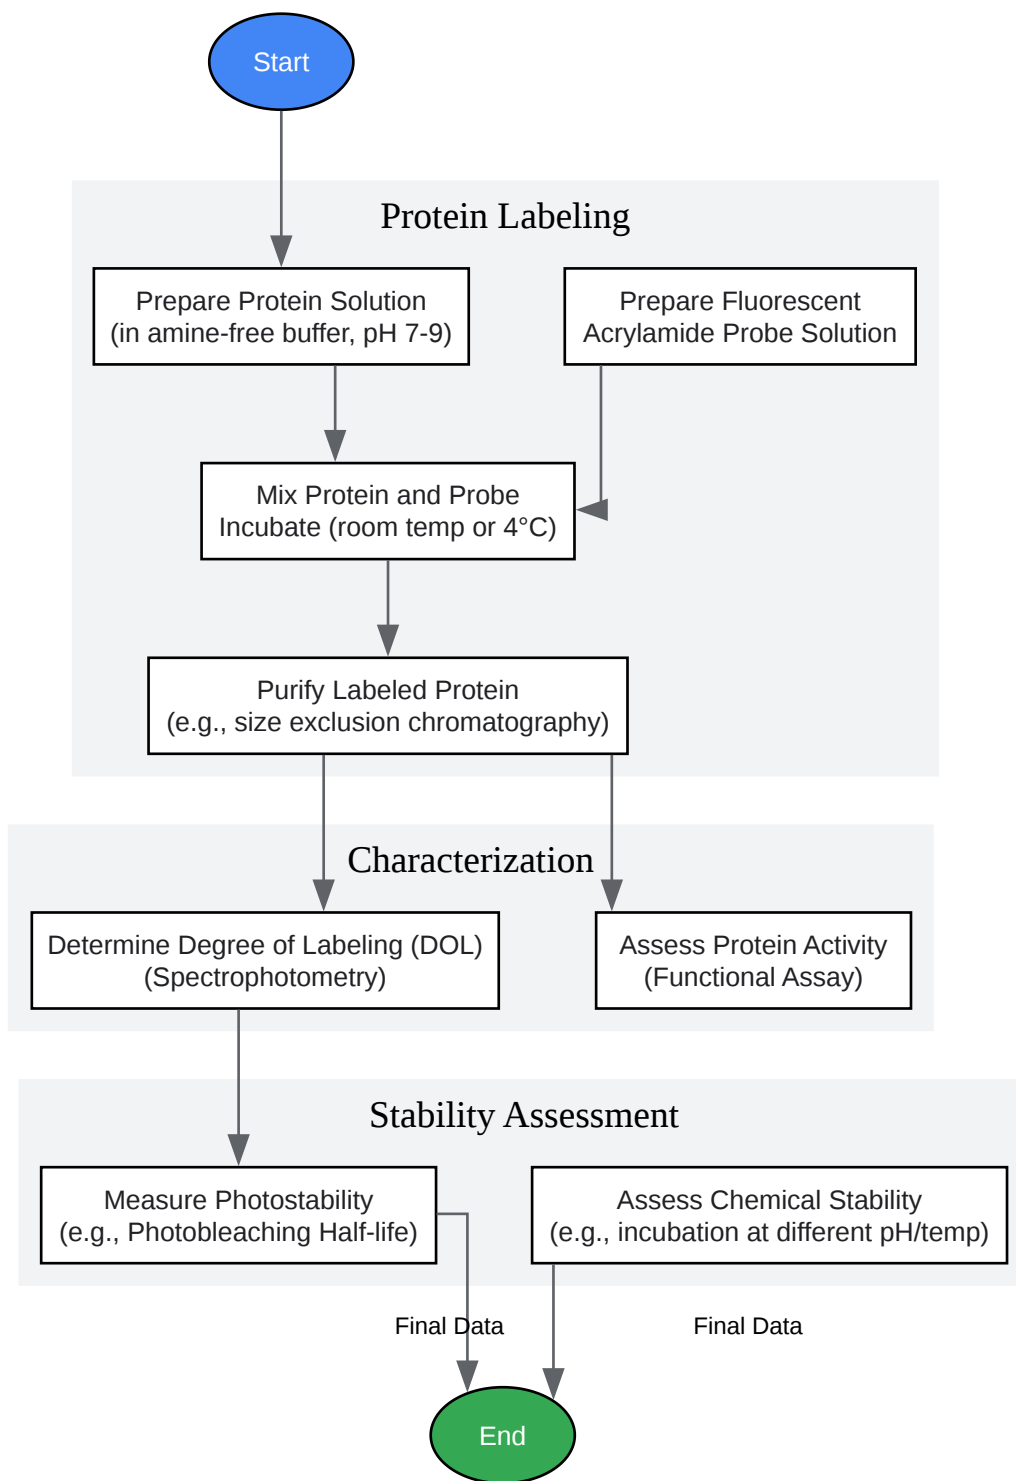 Start
Protein Labeling
Prepare Protein Solution
(in amine-free buffer, pH 7-9)
Prepare Fluorescent
Acrylamide Probe Solution
Mix Protein and Probe
Incubate (room temp or 4°C)
Purify Labeled Protein
(e.g., size exclusion chromatography)
Characterization
Determine Degree of Labeling (DOL)
(Spectrophotometry)
Assess Protein Activity
(Functional Assay)
Stability Assessment
Measure Photostability
(e.g., Photobleaching Half-life)
Assess Chemical Stability
(e.g., incubation at different pH/temp)
Final Data
Final Data
End